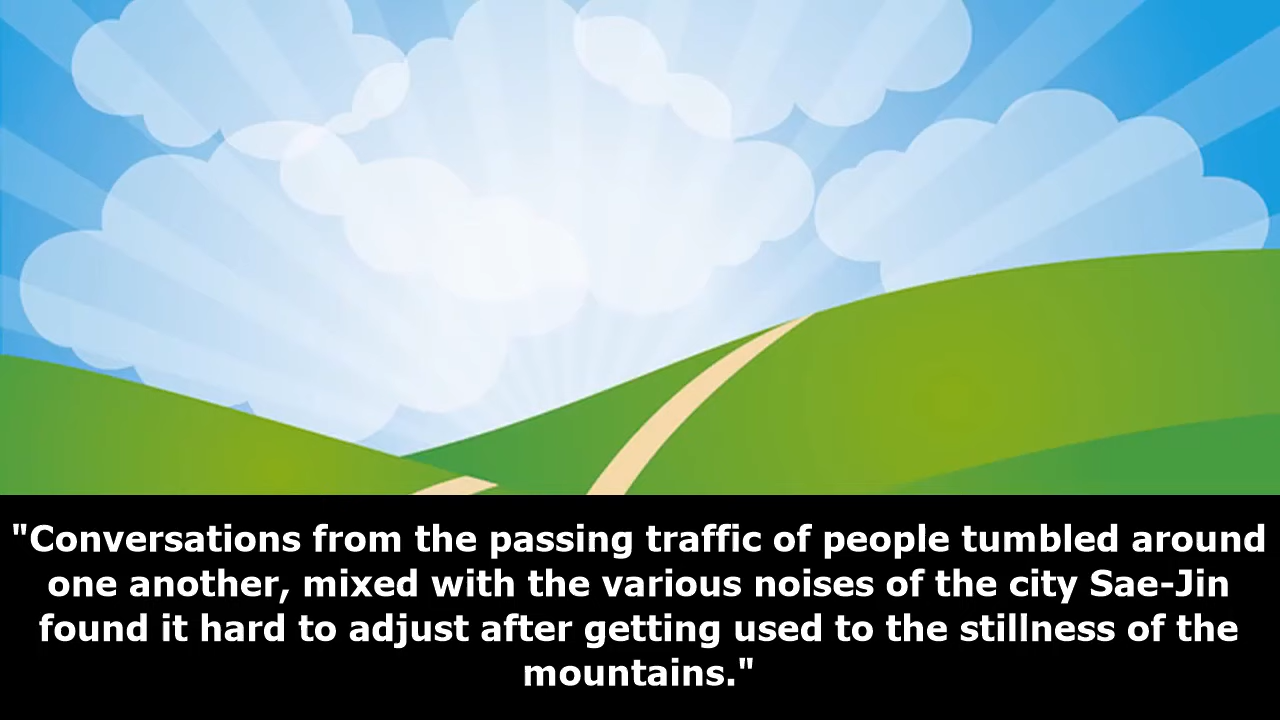 "Conversations from the passing traffic of people tumbled around
one another, mixed with the various noises of the city Sae-Jin
found it hard to adjust after getting used to the stillness of the
mountains."